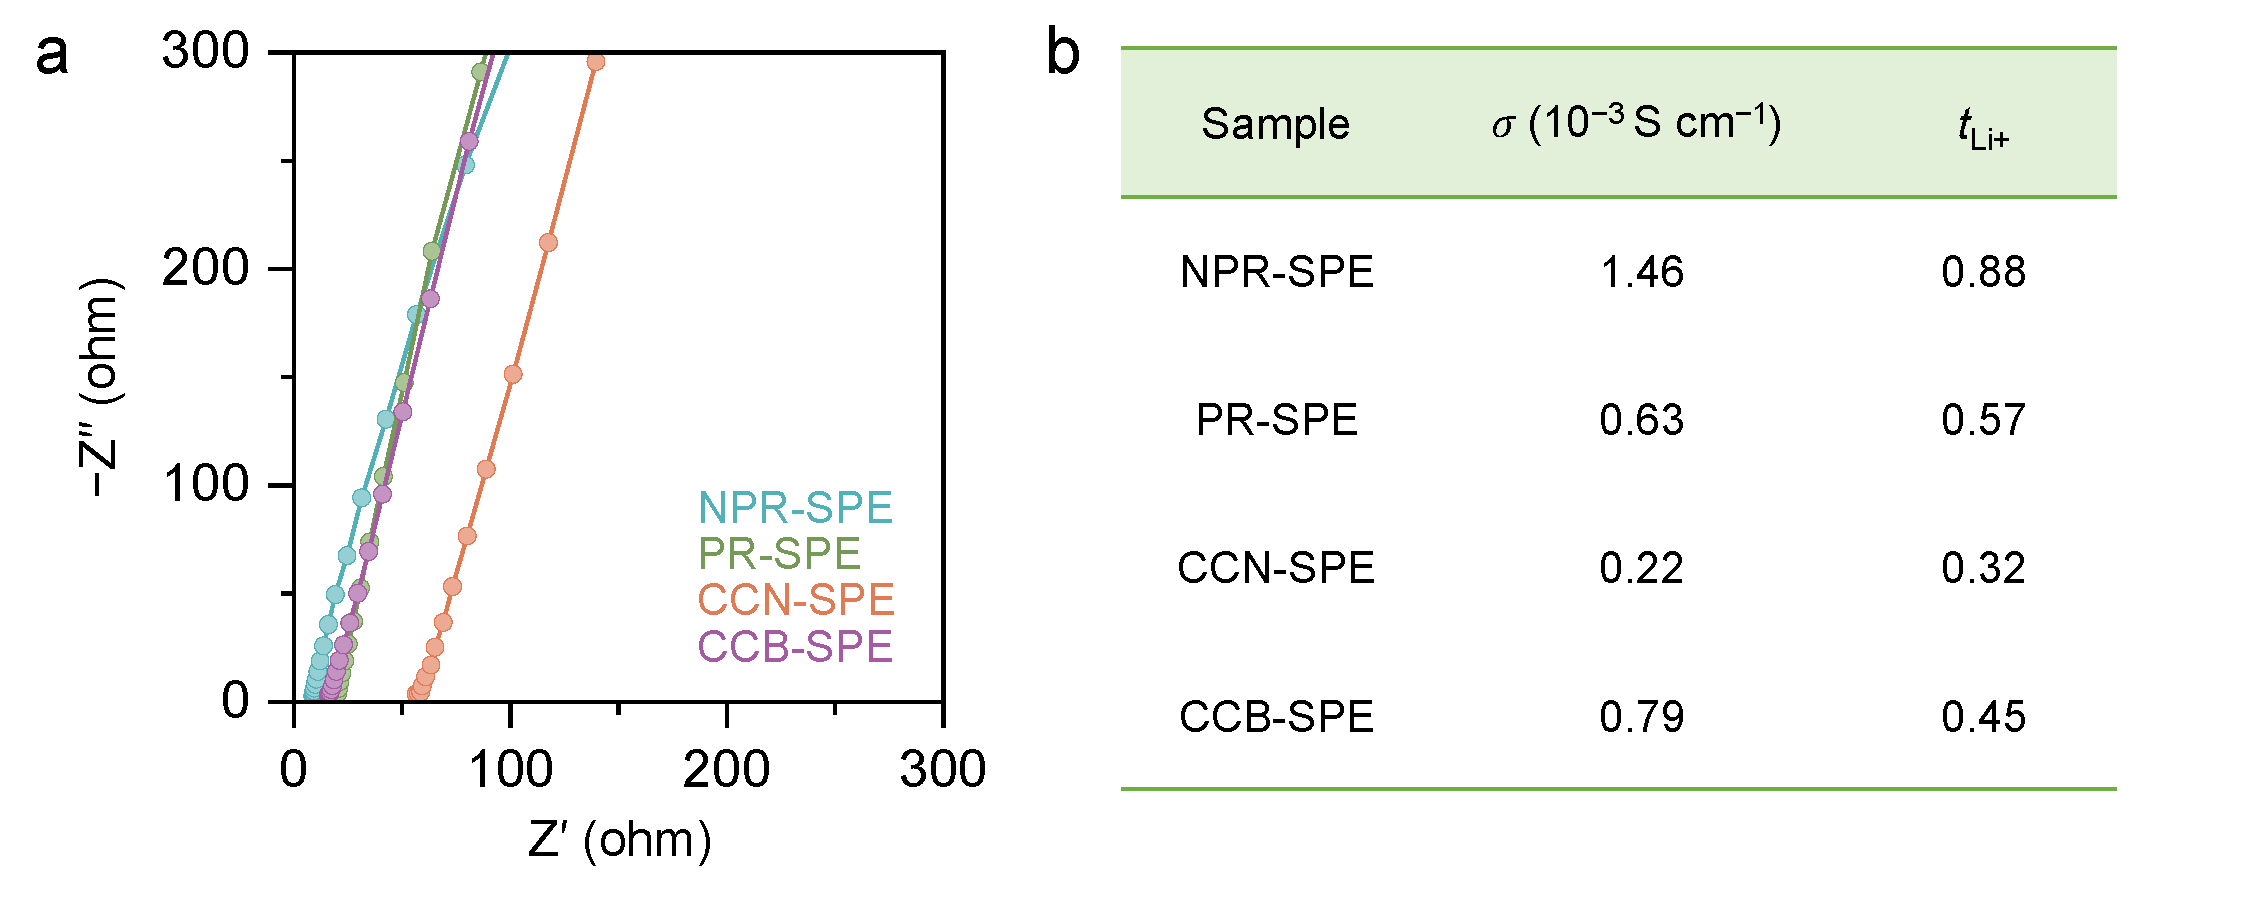 a
300
200
100
0
−Z″ (ohm)
NPR-SPE
PR-SPE
CCN-SPE
CCB-SPE
0 100 200 300
Z′ (ohm)
b
Sample σ (10⁻³ S cm⁻¹) tLi+
NPR-SPE 1.46 0.88
PR-SPE 0.63 0.57
CCN-SPE 0.22 0.32
CCB-SPE 0.79 0.45